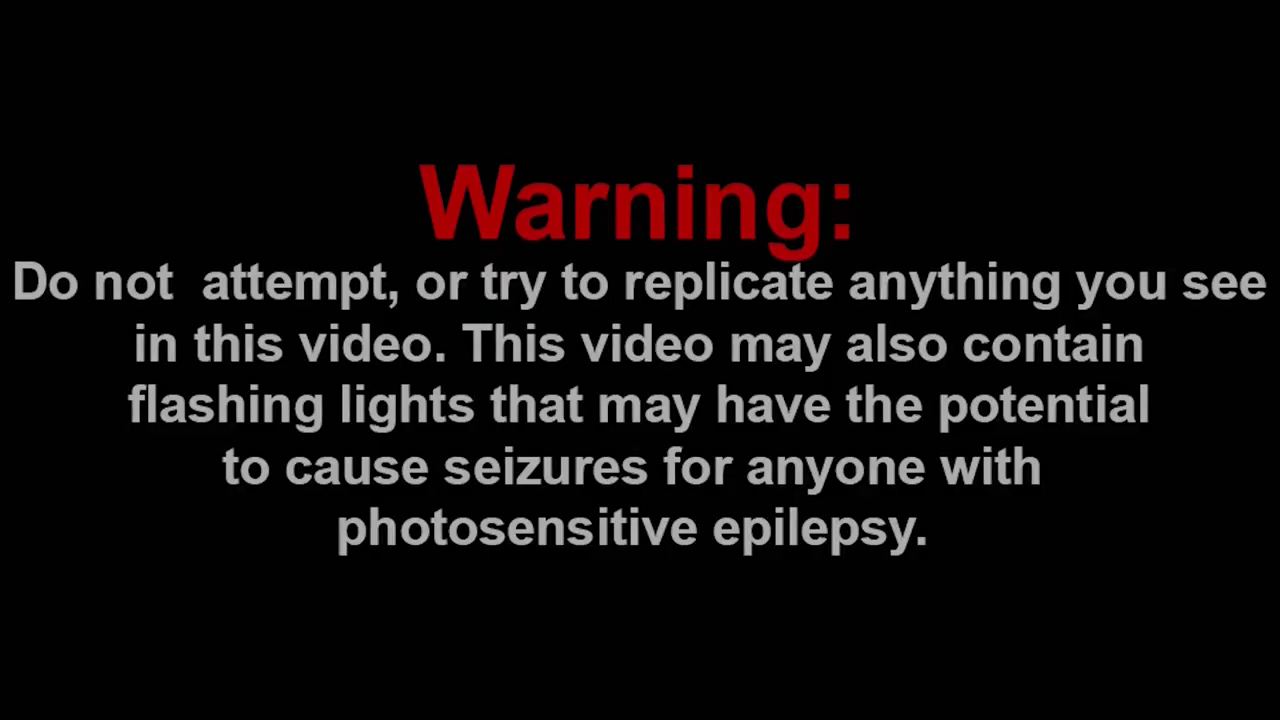 Warning:
Do not  attempt, or try to replicate anything you see
in this video. This video may also contain
flashing lights that may have the potential
to cause seizures for anyone with
photosensitive epilepsy.